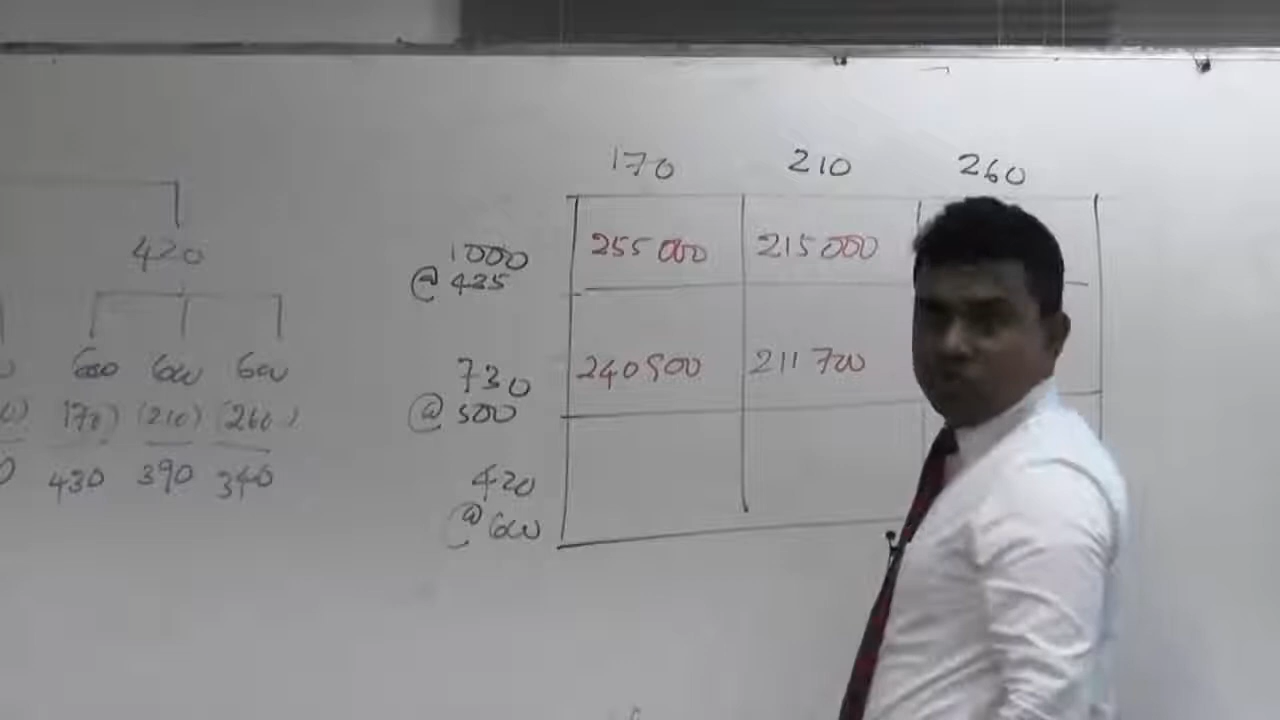 420
600 600 600
(170) (210) (260)
430 390 340
170 210 260
1000 @ 425 255 000 215 000
730 @ 500 240 900 211 700
420 @ 600